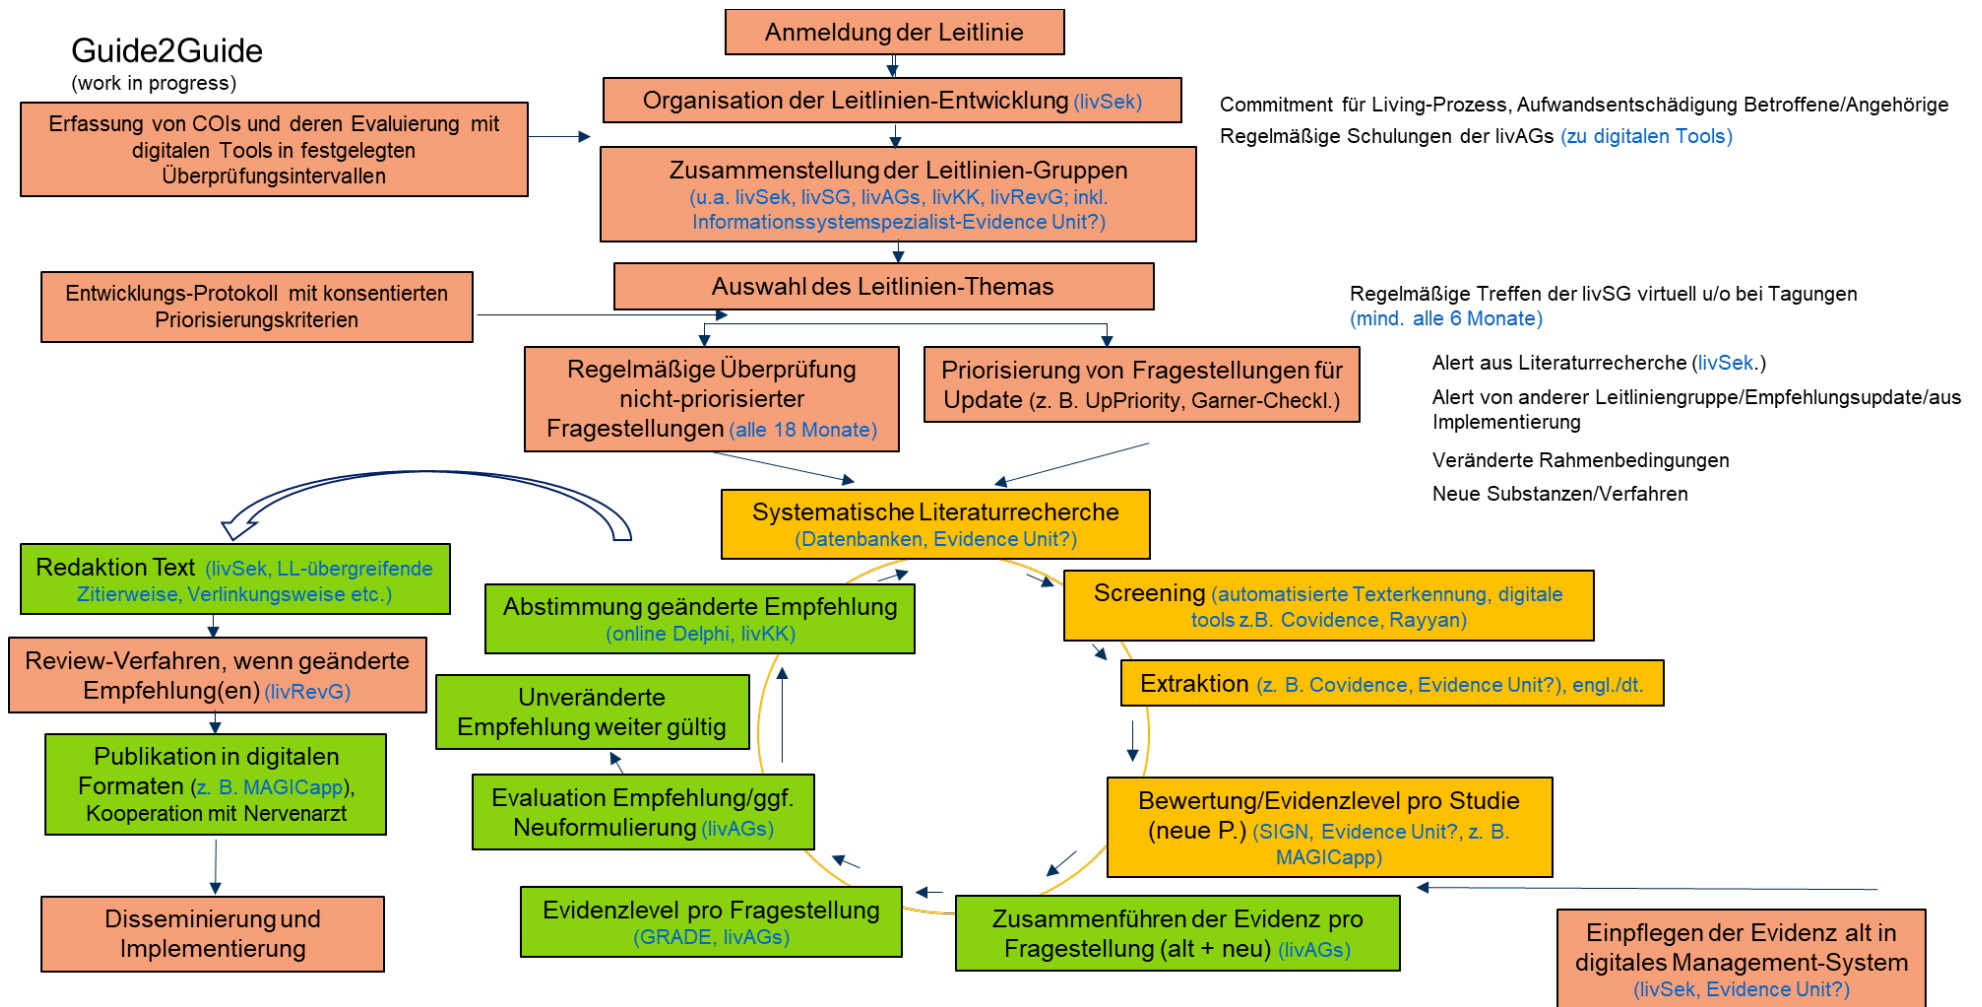 Guide2Guide
(work in progress)
Anmeldung der Leitlinie
Organisation der Leitlinien-Entwicklung (livSek)
Commitment für Living-Prozess, Aufwandsentschädigung Betroffene/Angehörige
Regelmäßige Schulungen der livAGs (zu digitalen Tools)
Erfassung von COIs und deren Evaluierung mit
digitalen Tools in festgelegten
Überprüfungsintervallen
Zusammenstellung der Leitlinien-Gruppen
(u.a. livSek, livSG, livAGs, livKK, livRevG; inkl.
Informationssystemspezialist-Evidence Unit?)
Entwicklungs-Protokoll mit konsentierten
Priorisierungskriterien
Auswahl des Leitlinien-Themas
Regelmäßige Treffen der livSG virtuell u/o bei Tagungen
(mind. alle 6 Monate)
Regelmäßige Überprüfung
nicht-priorisierter
Fragestellungen (alle 18 Monate)
Priorisierung von Fragestellungen für
Update (z. B. UpPriority, Garner-Checkl.)
Alert aus Literaturrecherche (livSek.)
Alert von anderer Leitliniengruppe/Empfehlungsupdate/aus
Implementierung
Veränderte Rahmenbedingungen
Neue Substanzen/Verfahren
Systematische Literaturrecherche
(Datenbanken, Evidence Unit?)
Screening (automatisierte Texterkennung, digitale
tools z.B. Covidence, Rayyan)
Extraktion (z. B. Covidence, Evidence Unit?), engl./dt.
Bewertung/Evidenzlevel pro Studie
(neue P.) (SIGN, Evidence Unit?, z. B.
MAGICapp)
Einpflegen der Evidenz alt in
digitales Management-System
(livSek, Evidence Unit?)
Zusammenführen der Evidenz pro
Fragestellung (alt + neu) (livAGs)
Evidenzlevel pro Fragestellung
(GRADE, livAGs)
Evaluation Empfehlung/ggf.
Neuformulierung (livAGs)
Unveränderte
Empfehlung weiter gültig
Abstimmung geänderte Empfehlung
(online Delphi, livKK)
Redaktion Text (livSek, LL-übergreifende
Zitierweise, Verlinkungsweise etc.)
Review-Verfahren, wenn geänderte
Empfehlung(en) (livRevG)
Publikation in digitalen
Formaten (z. B. MAGICapp),
Kooperation mit Nervenarzt
Disseminierung und
Implementierung